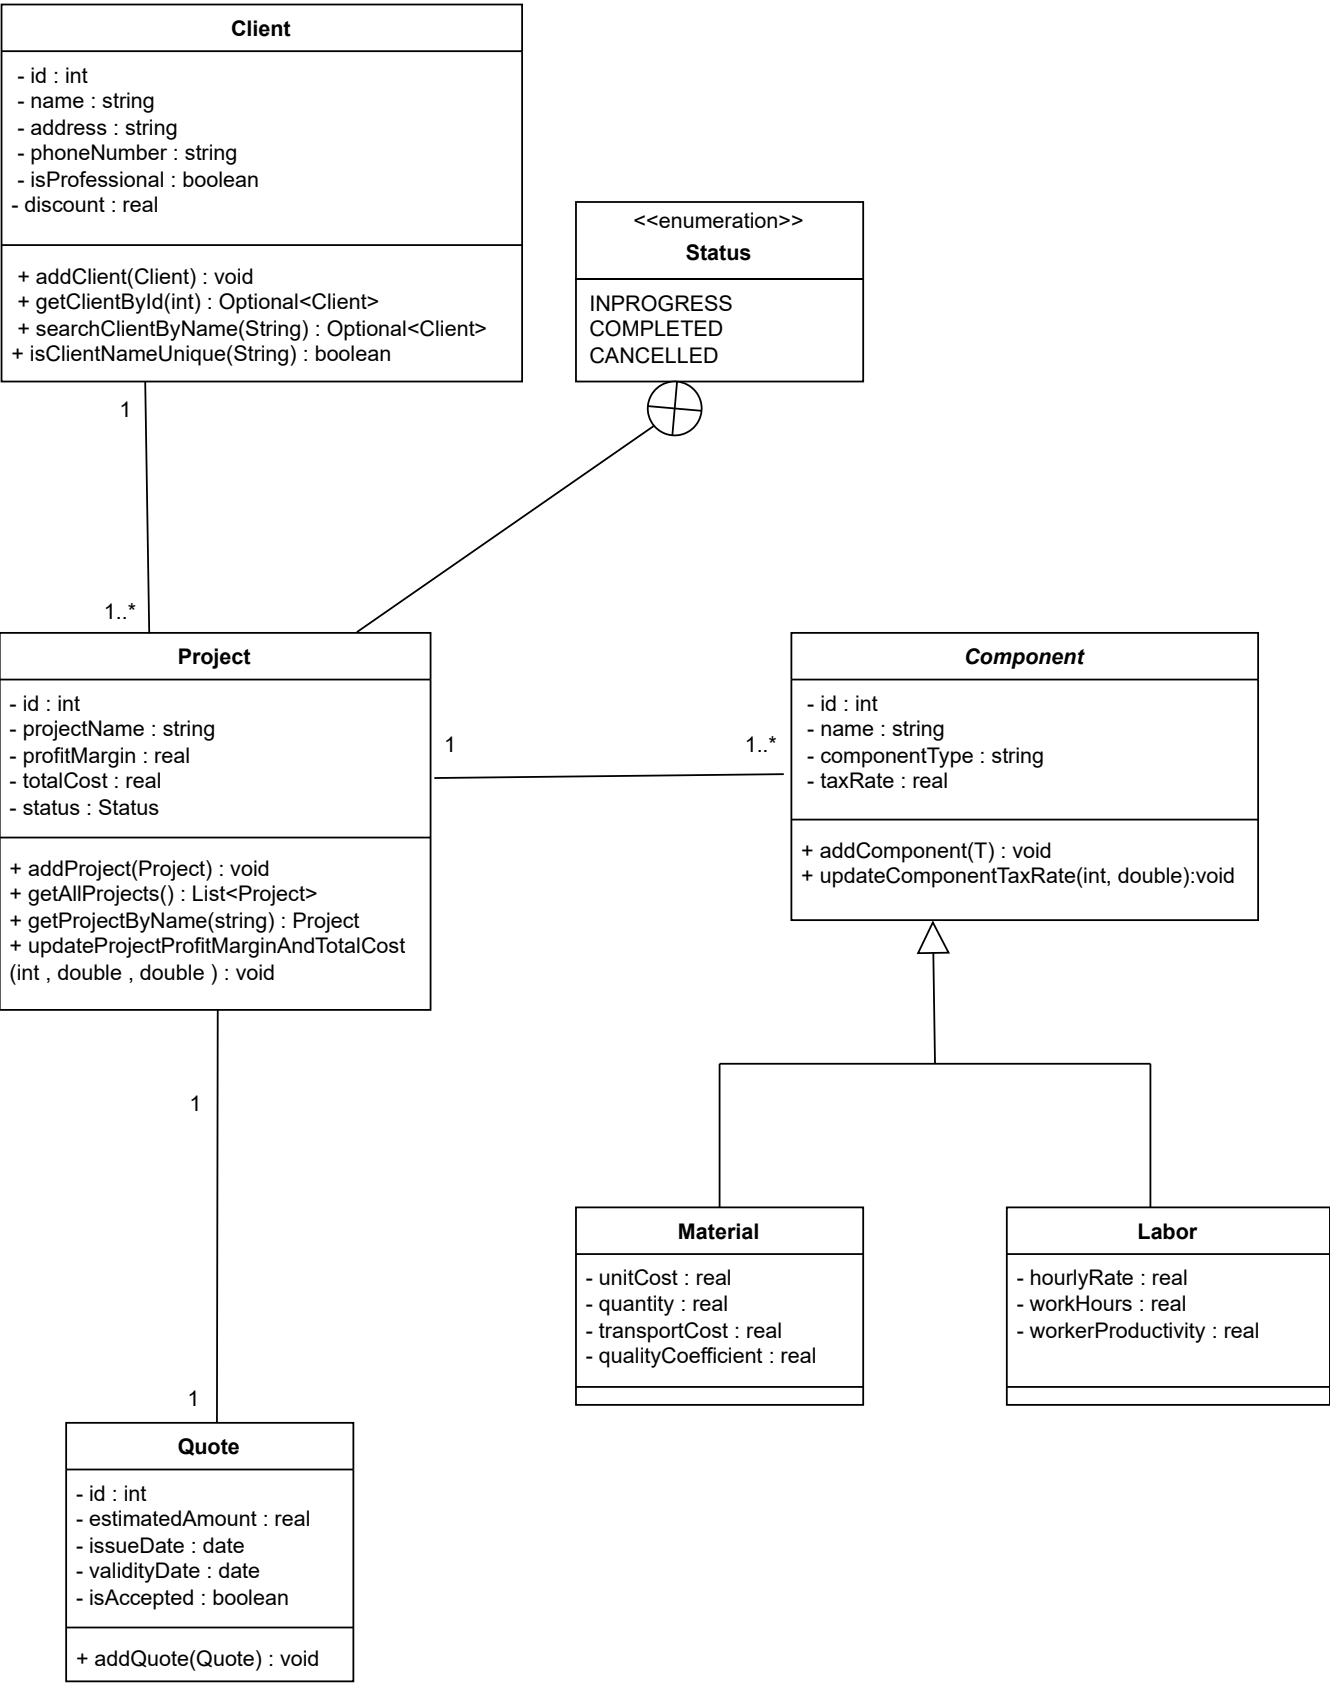 Client
- id : int
- name : string
- address : string
- phoneNumber : string
- isProfessional : boolean
- discount : real
+ addClient(Client) : void
+ getClientById(int) : Optional<Client>
+ searchClientByName(String) : Optional<Client>
+ isClientNameUnique(String) : boolean
<<enumeration>>
Status
INPROGRESS
COMPLETED
CANCELLED
1
1..*
Project
- id : int
- projectName : string
- profitMargin : real
- totalCost : real
- status : Status
+ addProject(Project) : void
+ getAllProjects() : List<Project>
+ getProjectByName(string) : Project
+ updateProjectProfitMarginAndTotalCost
(int , double , double ) : void
1
1..*
Component
- id : int
- name : string
- componentType : string
- taxRate : real
+ addComponent(T) : void
+ updateComponentTaxRate(int, double):void
1
1
Material
- unitCost : real
- quantity : real
- transportCost : real
- qualityCoefficient : real
Labor
- hourlyRate : real
- workHours : real
- workerProductivity : real
Quote
- id : int
- estimatedAmount : real
- issueDate : date
- validityDate : date
- isAccepted : boolean
+ addQuote(Quote) : void